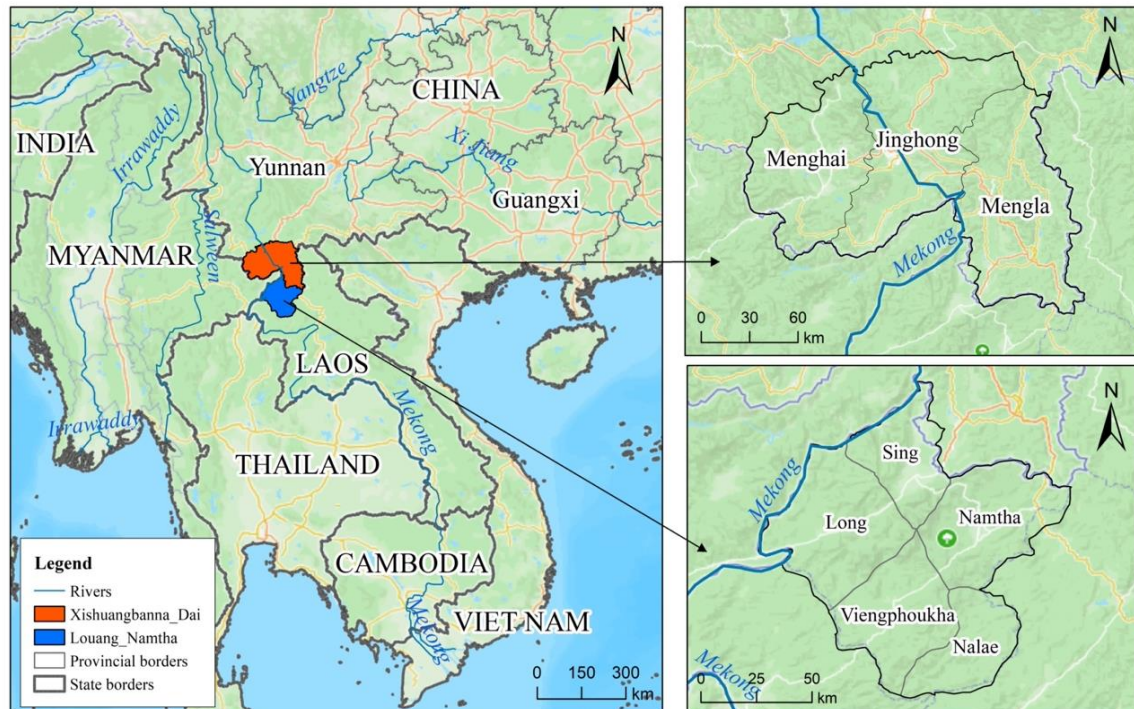 N
CHINA
Yangtze
INDIA
Irrawaddy
Xi Jiang
Yunnan
Guangxi
Salween
MYANMAR
LAOS
Mekong
Irrawaddy
THAILAND
CAMBODIA
Mekong
VIET NAM
Legend
Rivers
Xishuangbanna_Dai
Louang_Namtha
Provincial borders
State borders
0 150 300
km
N
Jinghong
Menghai
Mengla
Mekong
0 30 60
km
N
Sing
Mekong
Long
Namtha
Viengphoukha
Nalae
Mekong
0 25 50
km